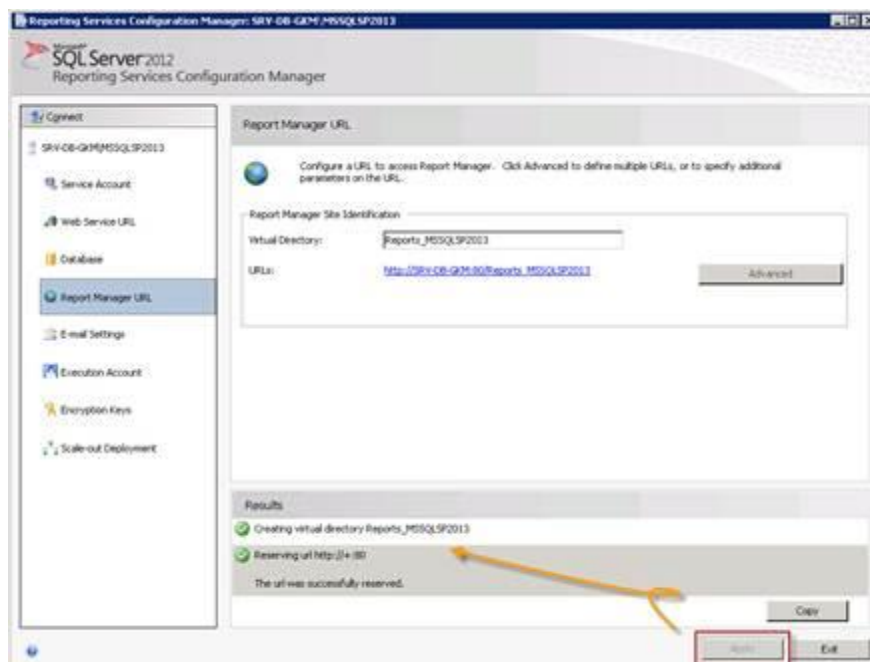 Reporting Services Configuration Manager: SRV-DB-GKM\MSSQLSP2013
Microsoft
SQL Server 2012
Reporting Services Configuration Manager
Connect
SRV-DB-GKM\MSSQLSP2013
Service Account
Web Service URL
Database
Report Manager URL
E-mail Settings
Execution Account
Encryption Keys
Scale-out Deployment
Report Manager URL
Configure a URL to access Report Manager. Click Advanced to define multiple URLs, or to specify additional
parameters on the URL.
Report Manager Site Identification
Virtual Directory:
Reports_MSSQLSP2013
URLs:
http://SRV-DB-GKM:80/Reports_MSSQLSP2013
Advanced
Results
Creating virtual directory Reports_MSSQLSP2013
Reserving url http://+:80
The url was successfully reserved.
Copy
Apply
Exit